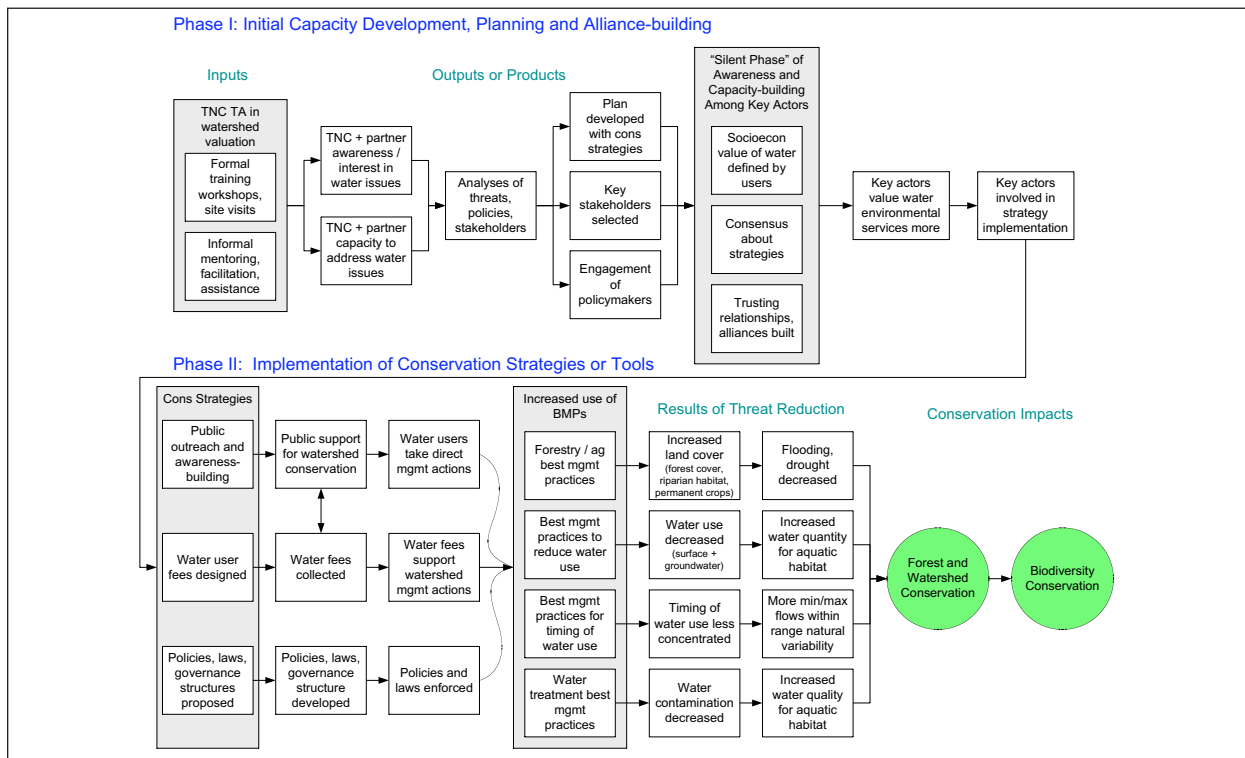 Phase I: Initial Capacity Development, Planning and Alliance-building
Inputs
Outputs or Products
TNC TA in
watershed
valuation
Formal
training
workshops,
site visits
Informal
mentoring,
facilitation,
assistance
TNC + partner
awareness /
interest in
water issues
TNC + partner
capacity to
address water
issues
Analyses of
threats,
policies,
stakeholders
Plan
developed
with cons
strategies
Key
stakeholders
selected
Engagement
of
policymakers
“Silent Phase” of
Awareness and
Capacity-building
Among Key Actors
Socioecon
value of water
defined by
users
Consensus
about
strategies
Trusting
relationships,
alliances built
Key actors
value water
environmental
services more
Key actors
involved in
strategy
implementation
Phase II:  Implementation of Conservation Strategies or Tools
Cons Strategies
Public
outreach and
awareness-
building
Public support
for watershed
conservation
Water users
take direct
mgmt actions
Water user
fees designed
Water fees
collected
Water fees
support
watershed
mgmt actions
Policies, laws,
governance
structures
proposed
Policies, laws,
governance
structure
developed
Policies and
laws enforced
Increased use of
BMPs
Results of Threat Reduction
Conservation Impacts
Forestry / ag
best mgmt
practices
Increased
land cover
(forest cover,
riparian habitat,
permanent crops)
Flooding,
drought
decreased
Best mgmt
practices to
reduce water
use
Water use
decreased
(surface +
groundwater)
Increased
water quantity
for aquatic
habitat
Best mgmt
practices for
timing of
water use
Timing of
water use less
concentrated
More min/max
flows within
range natural
variability
Water
treatment best
mgmt
practices
Water
contamination
decreased
Increased
water quality
for aquatic
habitat
Forest and
Watershed
Conservation
Biodiversity
Conservation